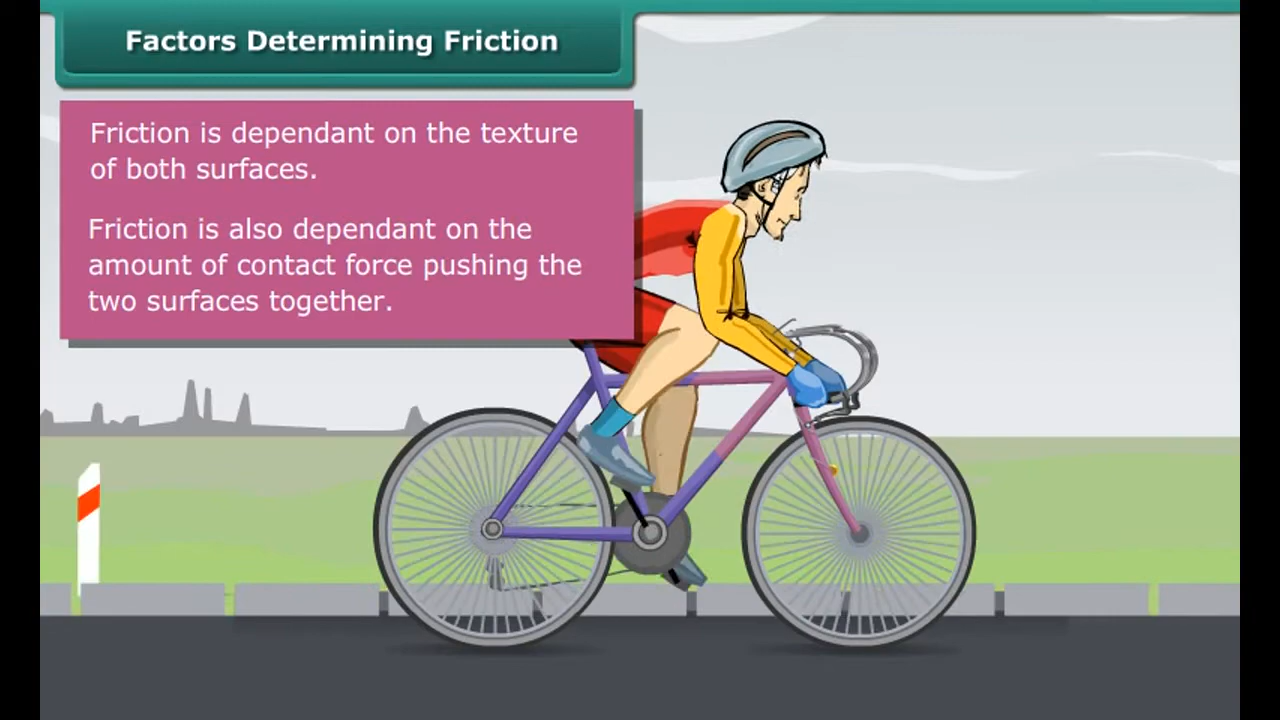 Factors Determining Friction
Friction is dependant on the texture
of both surfaces.
Friction is also dependant on the
amount of contact force pushing the
two surfaces together.